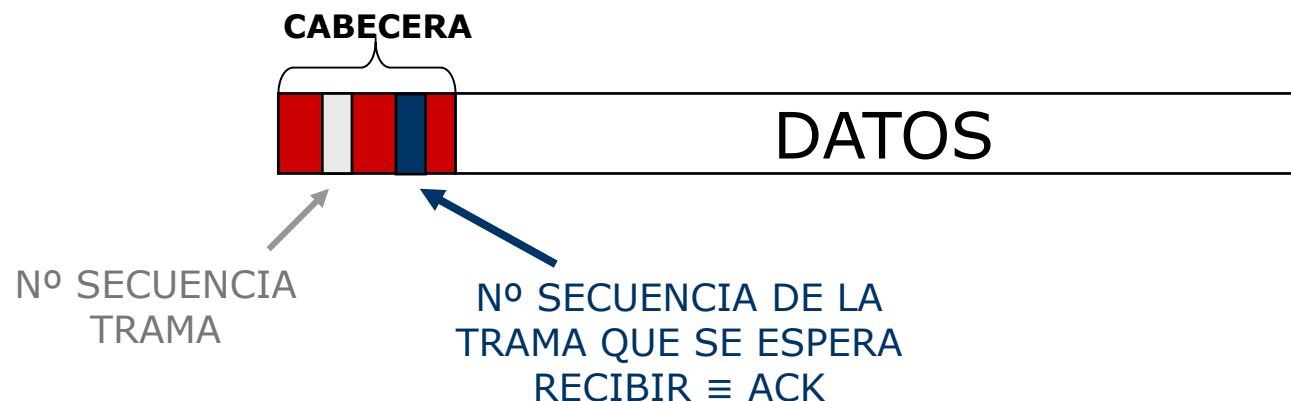 CABECERA
DATOS
Nº SECUENCIA
TRAMA
Nº SECUENCIA DE LA
TRAMA QUE SE ESPERA
RECIBIR ≡ ACK